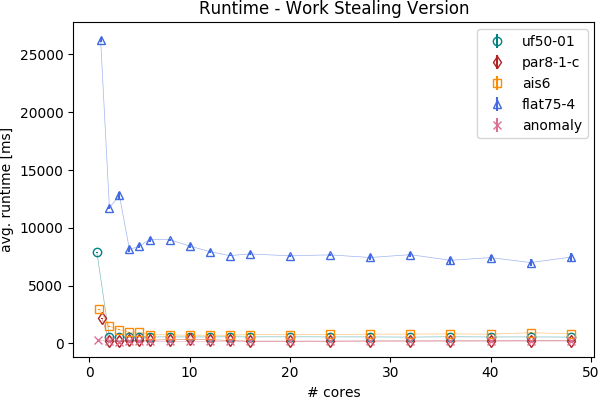 Runtime - Work Stealing Version
avg. runtime [ms]
25000
20000
15000
10000
5000
0
uf50-01
par8-1-c
ais6
flat75-4
anomaly
0 10 20 30 40 50
# cores